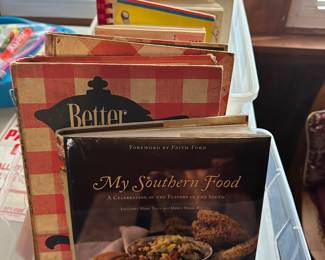 Better
FOREWORD BY FAITH FORD
My Southern Food
A CELEBRATION OF THE FLAVORS OF THE SOUTH